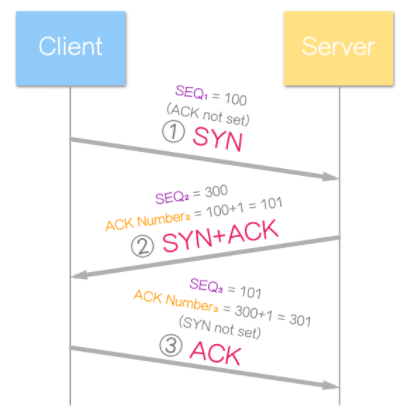 Client
Server
SEQ₁ = 100
(ACK not set)
① SYN
SEQ₂ = 300
ACK Number₂ = 100+1 = 101
② SYN+ACK
SEQ₃ = 101
ACK Number₃ = 300+1 = 301
(SYN not set)
③ ACK